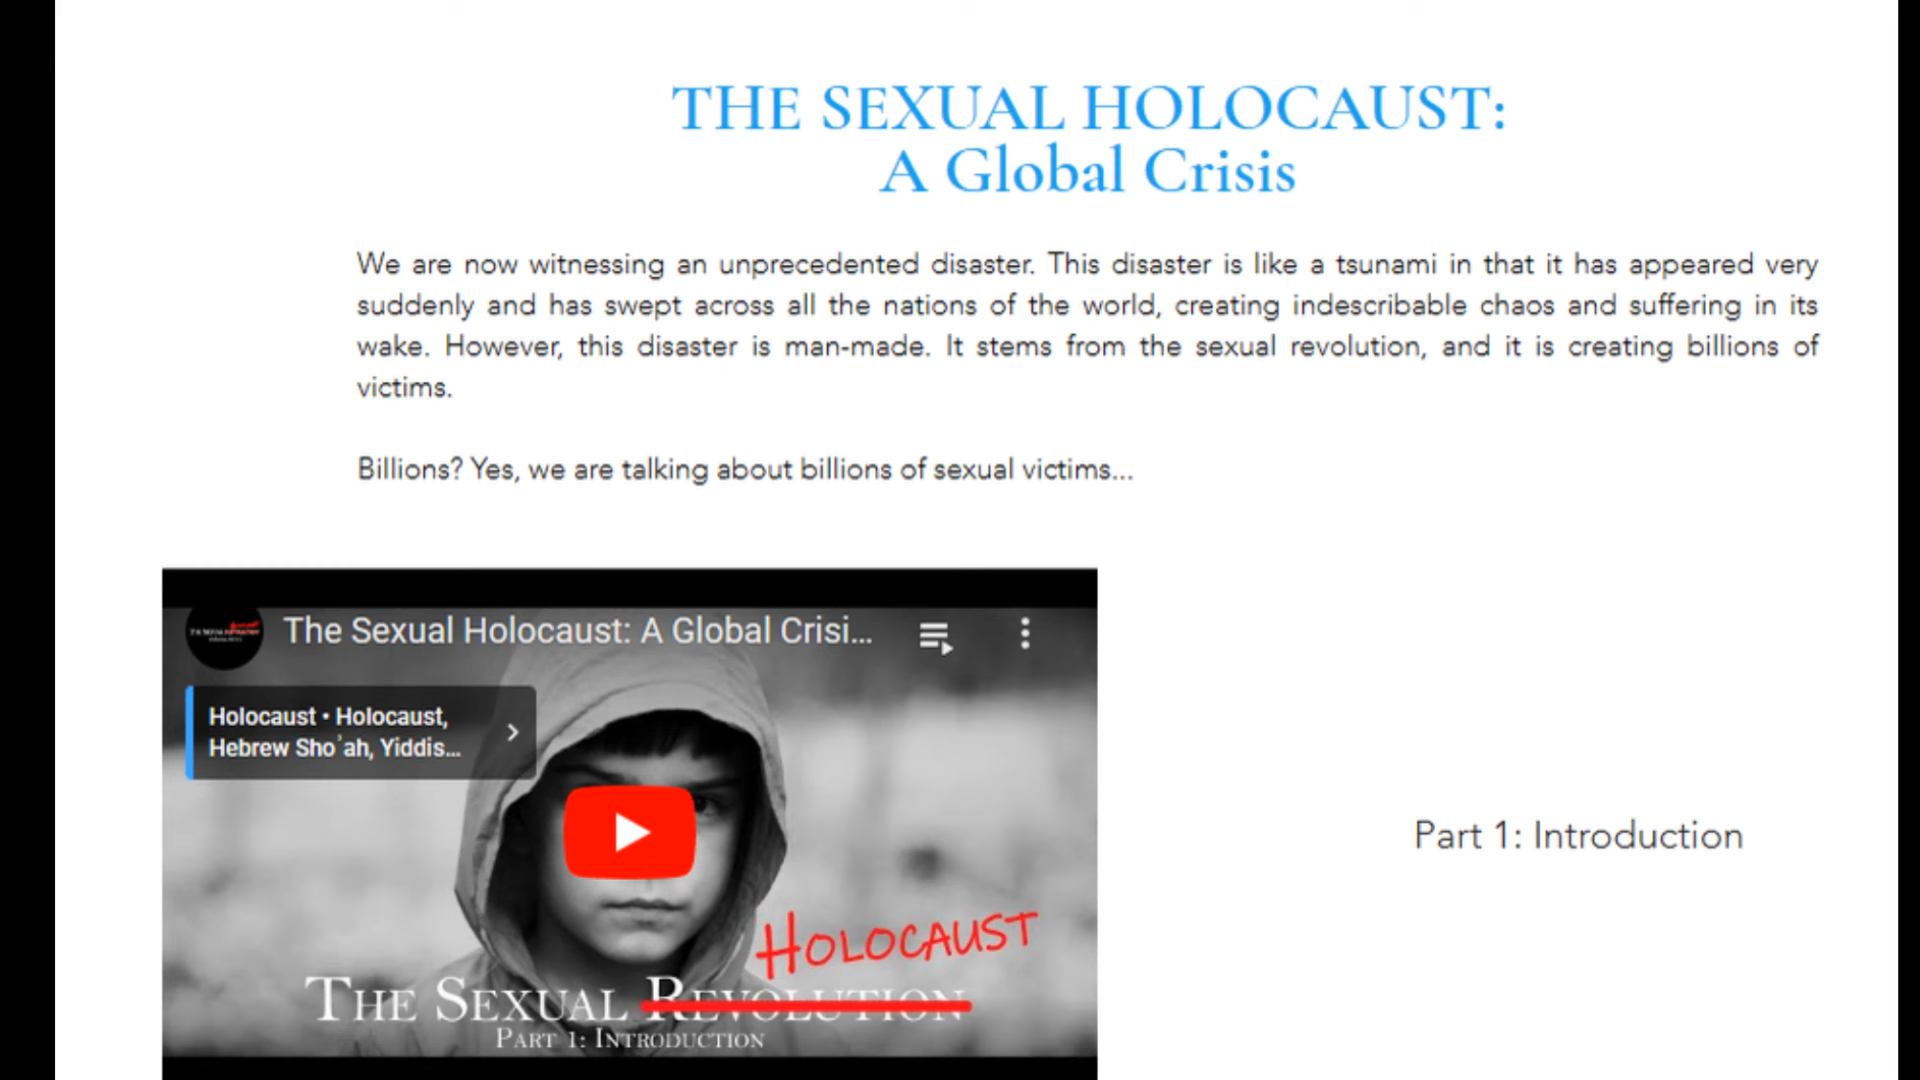 THE SEXUAL HOLOCAUST:
A Global Crisis
We are now witnessing an unprecedented disaster. This disaster is like a tsunami in that it has appeared very
suddenly and has swept across all the nations of the world, creating indescribable chaos and suffering in its
wake. However, this disaster is man-made. It stems from the sexual revolution, and it is creating billions of
victims.
Billions? Yes, we are talking about billions of sexual victims...
The Sexual Holocaust: A Global Crisi...
Holocaust • Holocaust,
Hebrew Shoʾah, Yiddis...
Part 1: Introduction
HOLOCAUST
THE SEXUAL REVOLUTION
PART 1: INTRODUCTION